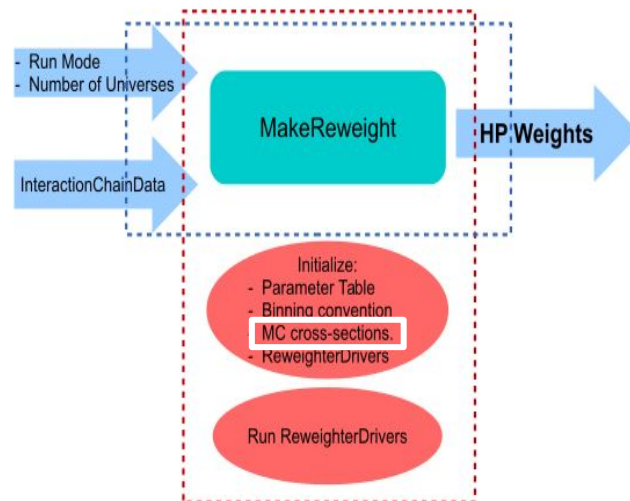 - Run Mode
- Number of Universes
MakeReweight
HP Weights
InteractionChainData
Initialize:
- Parameter Table
- Binning convention
- MC cross-sections.
- ReweighterDrivers
Run ReweighterDrivers